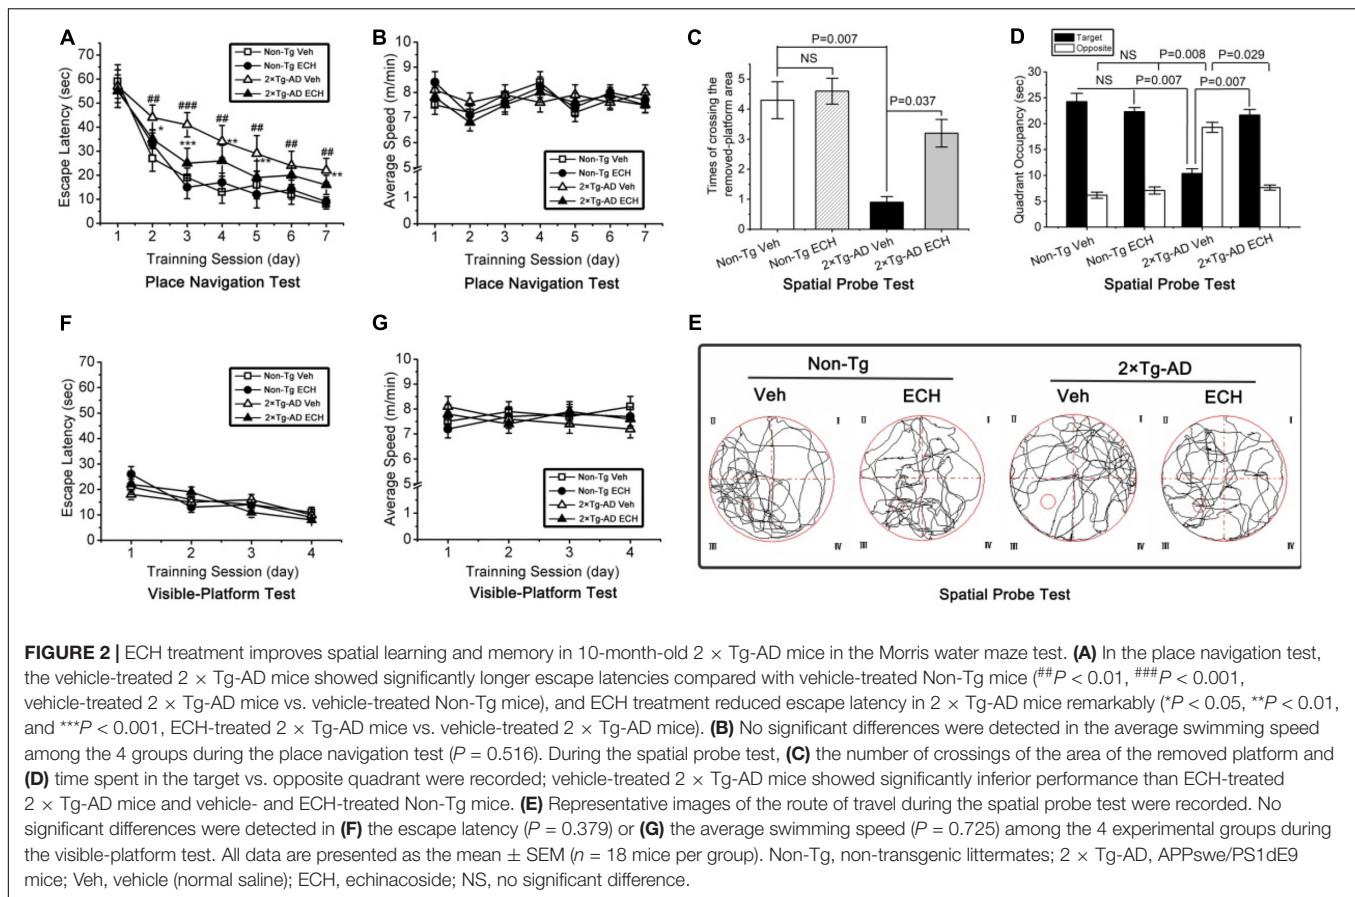 A
70
60
50
40
30
20
10
0
Escape Latency (sec)
Non-Tg Veh
Non-Tg ECH
2×Tg-AD Veh
2×Tg-AD ECH
##
###
##
##
##
##
*
***
**
**
**
1 2 3 4 5 6 7
Trainning Session (day)
Place Navigation Test
B
10
9
8
7
6
2
1
0
Average Speed (m/min)
Non-Tg Veh
Non-Tg ECH
2×Tg-AD Veh
2×Tg-AD ECH
1 2 3 4 5 6 7
Trainning Session (day)
Place Navigation Test
C
P=0.007
NS
P=0.037
5
4
3
2
1
0
Times of crossing the
removed-platform area
Non-Tg Veh
Non-Tg ECH
2×Tg-AD Veh
2×Tg-AD ECH
Spatial Probe Test
D
Target
Opposite
NS
P=0.008
P=0.029
NS
P=0.007
P=0.007
30
25
20
15
10
5
0
Quadrant Occupancy (sec)
Non-Tg Veh
Non-Tg ECH
2×Tg-AD Veh
2×Tg-AD ECH
Spatial Probe Test
F
70
60
50
40
30
20
10
0
Escape Latency (sec)
Non-Tg Veh
Non-Tg ECH
2×Tg-AD Veh
2×Tg-AD ECH
1 2 3 4
Trainning Session (day)
Visible-Platform Test
G
10
9
8
7
2
1
0
Average Speed (m/min)
Non-Tg Veh
Non-Tg ECH
2×Tg-AD Veh
2×Tg-AD ECH
1 2 3 4
Trainning Session (day)
Visible-Platform Test
E
Non-Tg 2×Tg-AD
Veh ECH Veh ECH
II I II I II I II I
III IV III IV III IV III IV
Spatial Probe Test
FIGURE 2 | ECH treatment improves spatial learning and memory in 10-month-old 2 × Tg-AD mice in the Morris water maze test. (A) In the place navigation test,
the vehicle-treated 2 × Tg-AD mice showed significantly longer escape latencies compared with vehicle-treated Non-Tg mice (##P < 0.01, ###P < 0.001,
vehicle-treated 2 × Tg-AD mice vs. vehicle-treated Non-Tg mice), and ECH treatment reduced escape latency in 2 × Tg-AD mice remarkably (*P < 0.05, **P < 0.01,
and ***P < 0.001, ECH-treated 2 × Tg-AD mice vs. vehicle-treated 2 × Tg-AD mice). (B) No significant differences were detected in the average swimming speed
among the 4 groups during the place navigation test (P = 0.516). During the spatial probe test, (C) the number of crossings of the area of the removed platform and
(D) time spent in the target vs. opposite quadrant were recorded; vehicle-treated 2 × Tg-AD mice showed significantly inferior performance than ECH-treated
2 × Tg-AD mice and vehicle- and ECH-treated Non-Tg mice. (E) Representative images of the route of travel during the spatial probe test were recorded. No
significant differences were detected in (F) the escape latency (P = 0.379) or (G) the average swimming speed (P = 0.725) among the 4 experimental groups during
the visible-platform test. All data are presented as the mean ± SEM (n = 18 mice per group). Non-Tg, non-transgenic littermates; 2 × Tg-AD, APPswe/PS1dE9
mice; Veh, vehicle (normal saline); ECH, echinacoside; NS, no significant difference.